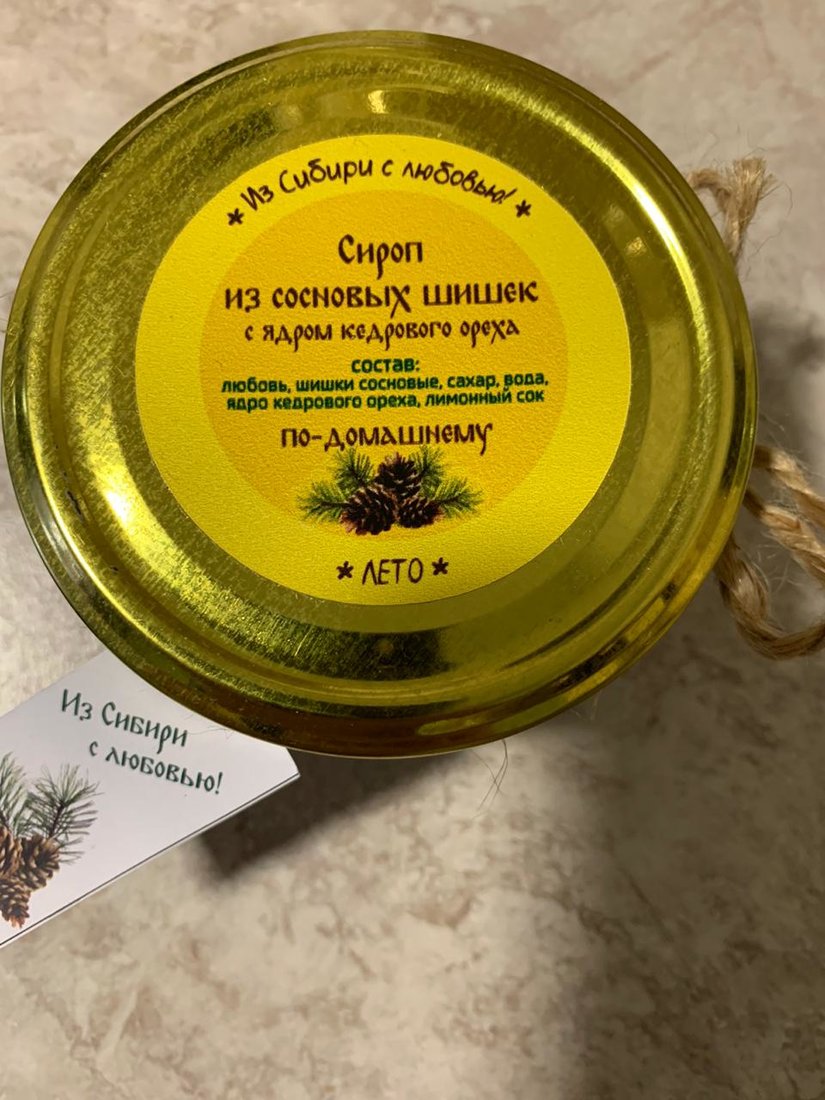 * Из Сибири с любовью! *
Сироп
из сосновых шишек
с ядром кедрового ореха
состав:
любовь, шишки сосновые, сахар, вода,
ядро кедрового ореха, лимонный сок
по-домашнему
* ЛЕТО *
Из Сибири
с любовью!